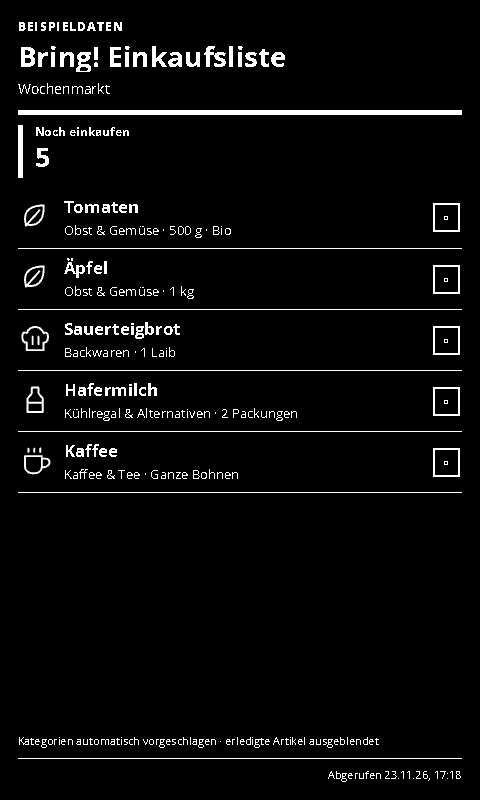 BEISPIELDATEN
Bring! Einkaufsliste
Wochenmarkt
Noch einkaufen
5
Tomaten
Obst & Gemüse · 500 g · Bio
Äpfel
Obst & Gemüse · 1 kg
Sauerteigbrot
Backwaren · 1 Laib
Hafermilch
Kühlregal & Alternativen · 2 Packungen
Kaffee
Kaffee & Tee · Ganze Bohnen
Kategorien automatisch vorgeschlagen · erledigte Artikel ausgeblendet
Abgerufen 23.11.26, 17:18